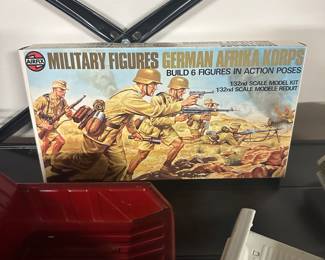 AIRFIX
MILITARY FIGURES GERMAN AFRIKA KORPS
BUILD 6 FIGURES IN ACTION POSES
1/32nd SCALE MODEL KIT
1/32nd SCALE MODELE REDUIT